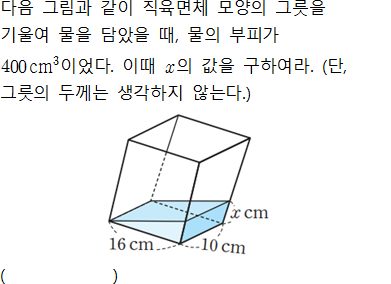 다음 그림과 같이 직육면체 모양의 그릇을
기울여 물을 담았을 때, 물의 부피가
400 cm³이었다. 이때 x의 값을 구하여라. (단,
그릇의 두께는 생각하지 않는다.)
x cm
16 cm
10 cm
( )